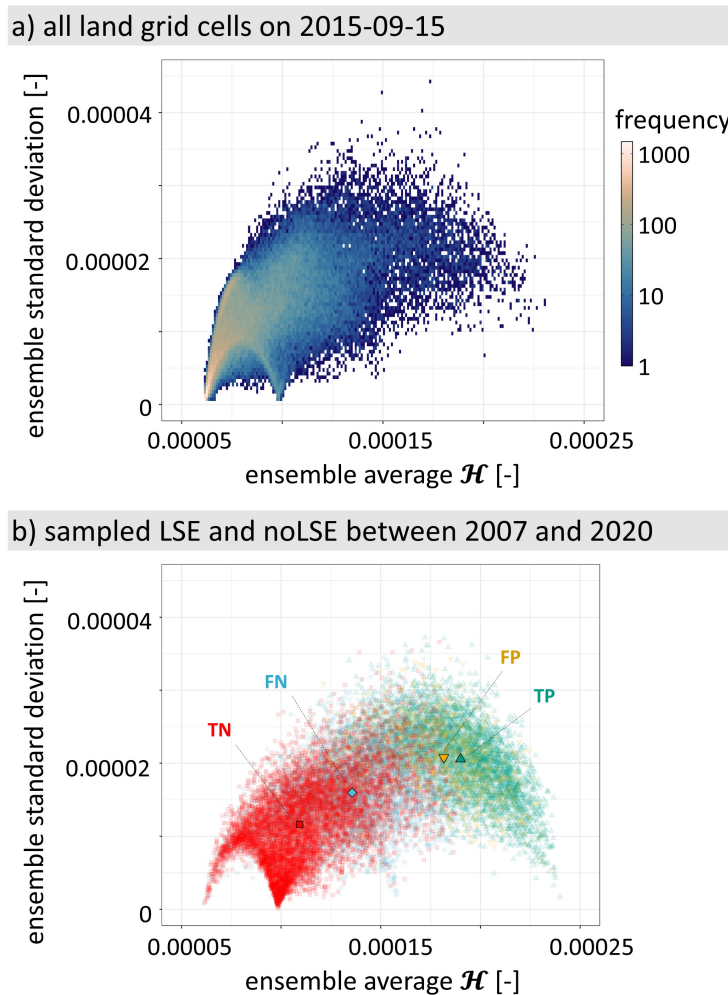 a) all land grid cells on 2015-09-15
ensemble standard deviation [-]
0.00004
0.00002
0
0.00005
0.00015
0.00025
ensemble average 𝓗 [-]
frequency
1000
100
10
1
b) sampled LSE and noLSE between 2007 and 2020
ensemble standard deviation [-]
0.00004
0.00002
0
FP
FN
TP
TN
0.00005
0.00015
0.00025
ensemble average 𝓗 [-]